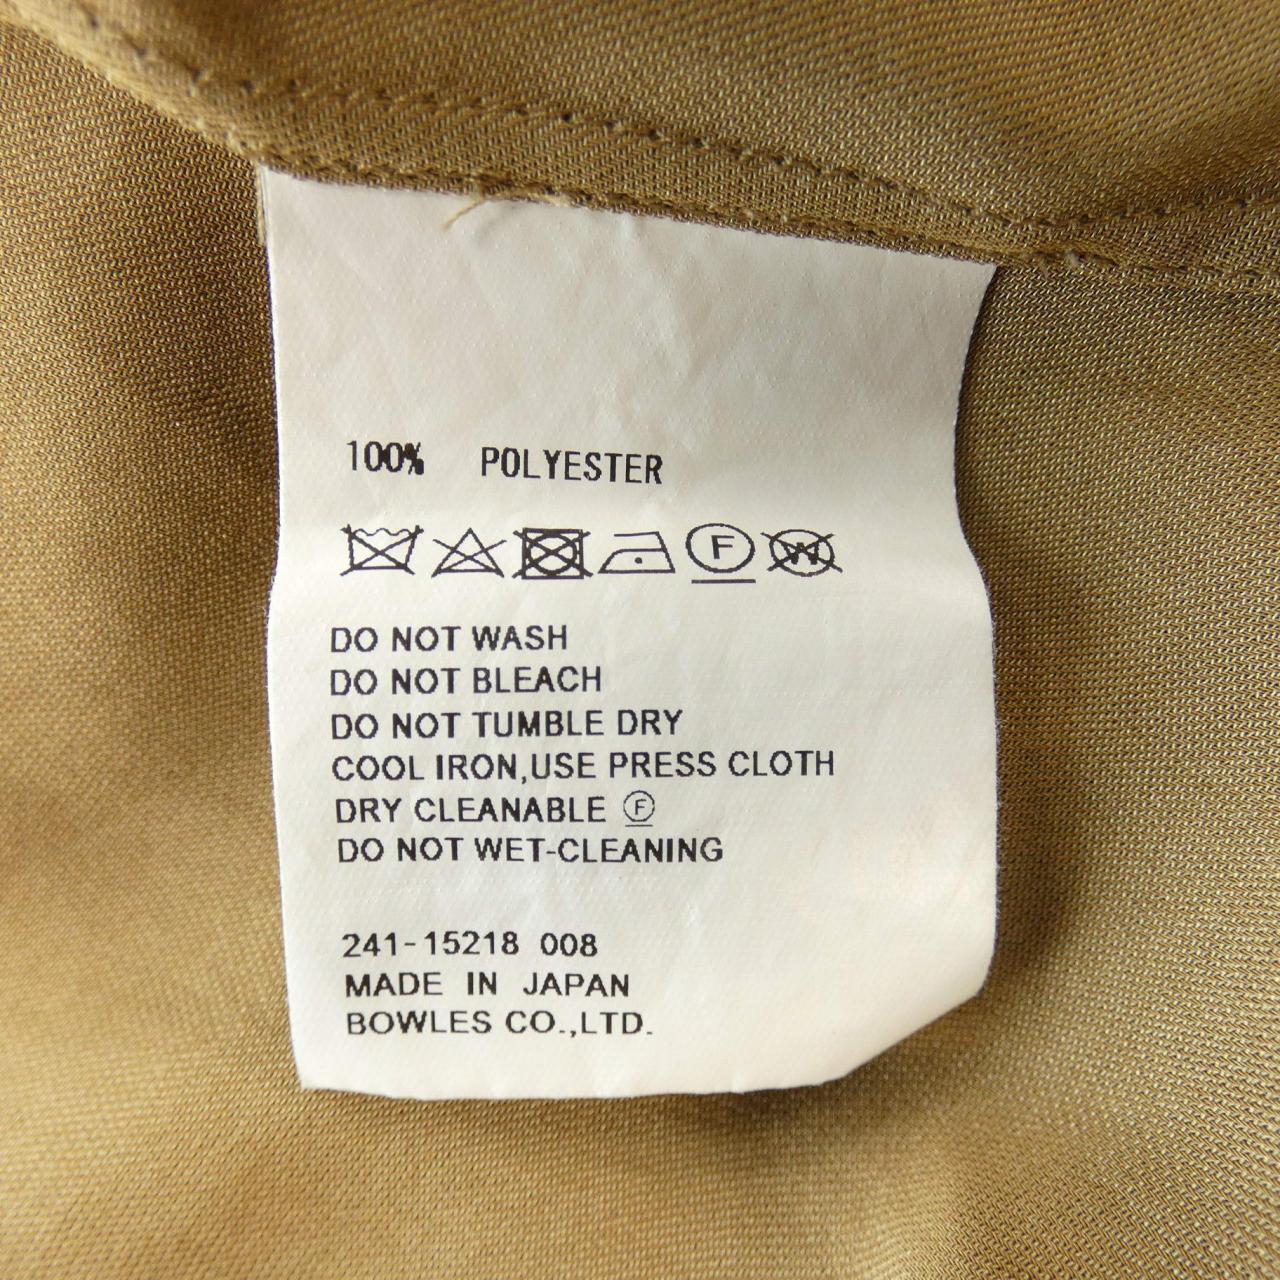 100% POLYESTER
F W
DO NOT WASH
DO NOT BLEACH
DO NOT TUMBLE DRY
COOL IRON,USE PRESS CLOTH
DRY CLEANABLE Ⓕ
DO NOT WET-CLEANING
241-15218 008
MADE IN JAPAN
BOWLES CO.,LTD.